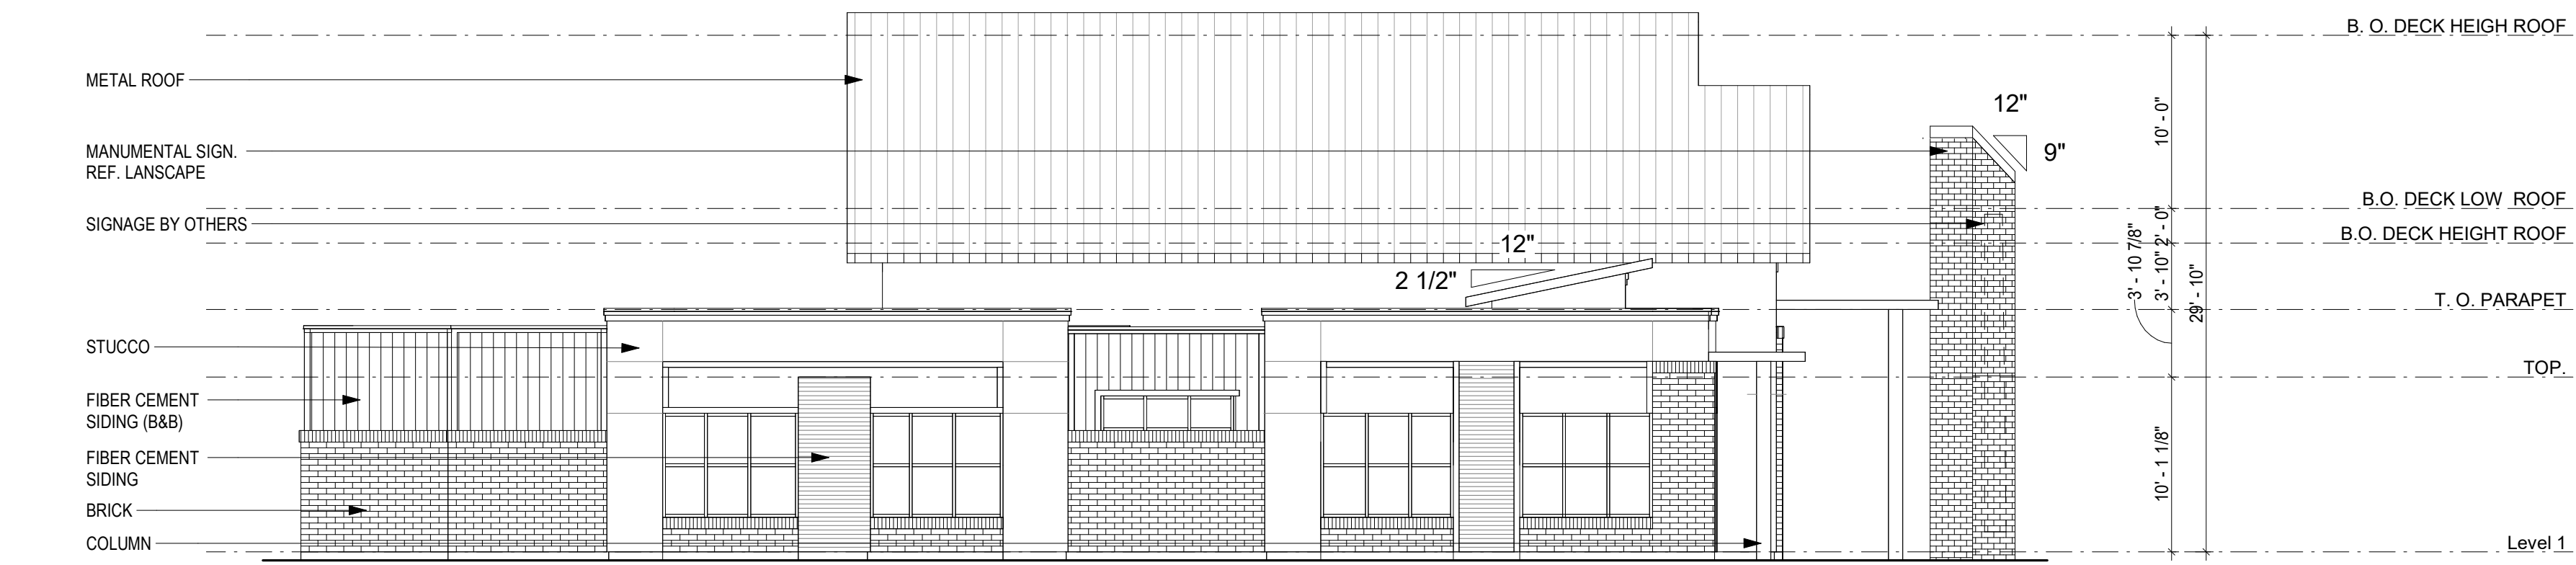 B. O. DECK HEIGH ROOF
METAL ROOF
12"
10' - 0"
MANUMENTAL SIGN.
REF. LANSCAPE
9"
B.O. DECK LOW  ROOF
SIGNAGE BY OTHERS
2' - 0"
B.O. DECK HEIGHT ROOF
12"
2 1/2"
3' - 10 7/8"
3' - 10"
29' - 10"
T. O. PARAPET
STUCCO
TOP.
FIBER CEMENT
SIDING (B&B)
FIBER CEMENT
SIDING
10' - 1 1/8"
BRICK
COLUMN
Level 1